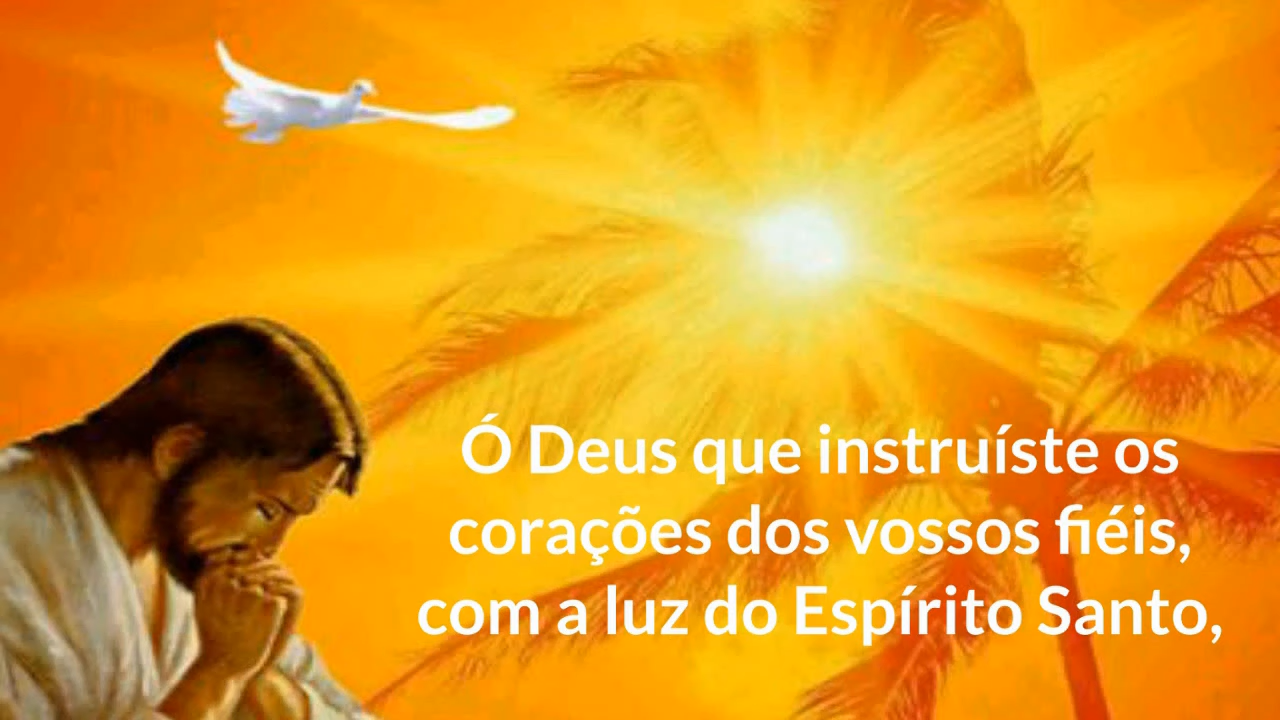 Ó Deus que instruíste os
corações dos vossos fiéis,
com a luz do Espírito Santo,